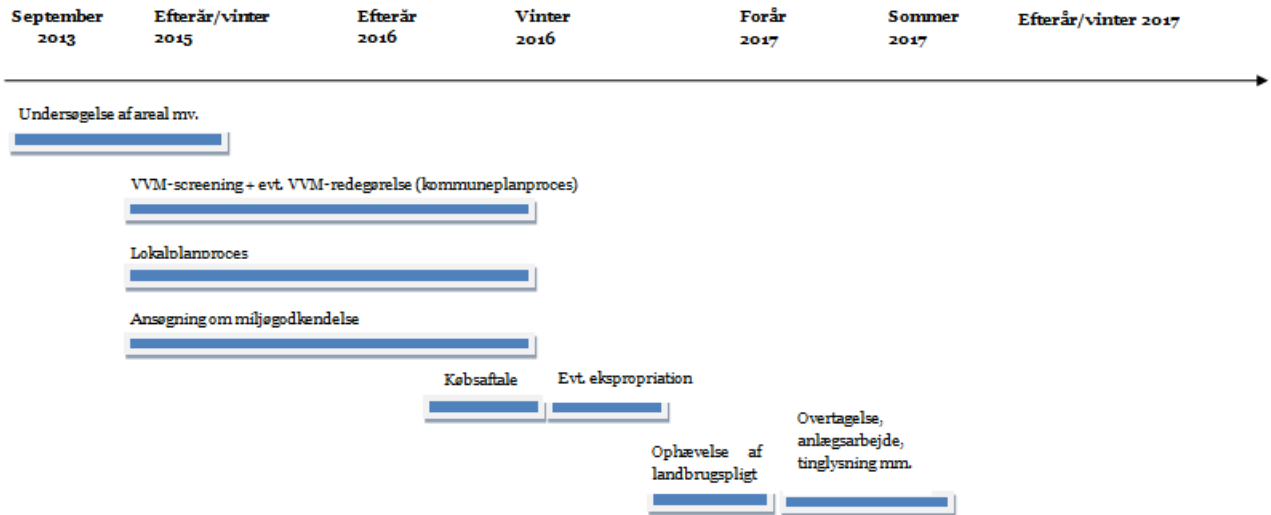 September 2013
Efterår/vinter 2015
Efterår 2016
Vinter 2016
Forår 2017
Sommer 2017
Efterår/vinter 2017
Undersøgelse af areal mv.
VVM-screening + evt. VVM-redegørelse (kommuneplanproces)
Lokalplanproces
Ansøgning om miljøgodkendelse
Købsaftale
Evt. ekspropriation
Overtagelse,
anlægsarbejde,
tinglysning mm.
Ophævelse af
landbrugspligt